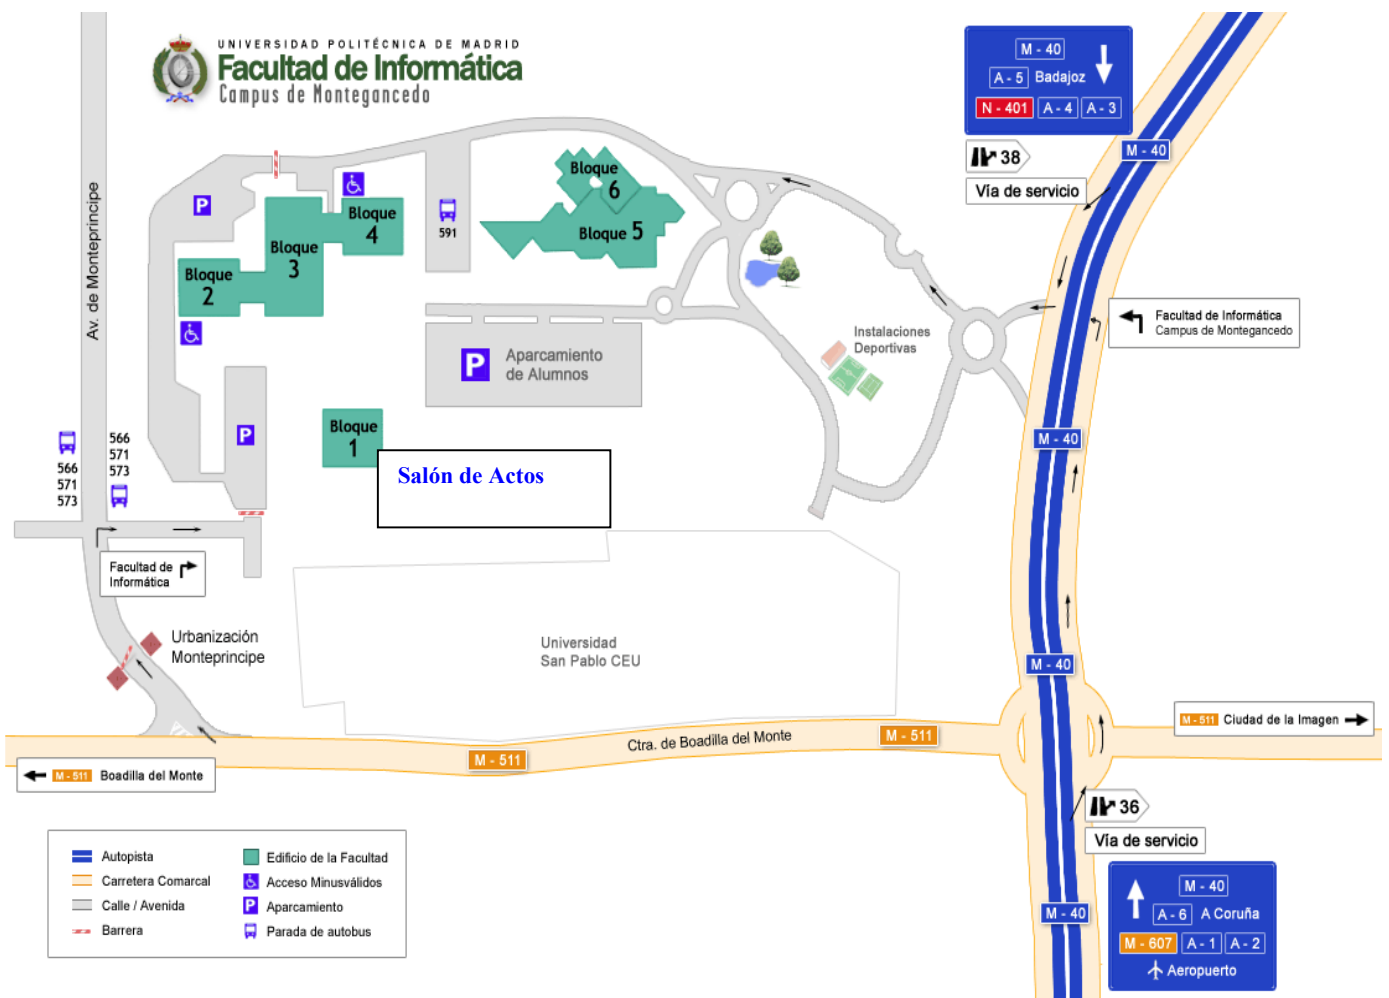 UNIVERSIDAD POLITÉCNICA DE MADRID
Facultad de Informática
Campus de Montegancedo
M - 40
A - 5 Badajoz
N - 401 A - 4 A - 3
38
Vía de servicio
M - 40
Av. de Monteprincipe
P
Bloque
4
Bloque
3
Bloque
2
591
Bloque
6
Bloque 5
Facultad de Informática
Campus de Montegancedo
Instalaciones
Deportivas
P
Aparcamiento
de Alumnos
P
Bloque
1
Salón de Actos
M - 40
566
571
573
566
571
573
Facultad de
Informática
Urbanización
Monteprincipe
Universidad
San Pablo CEU
M - 40
M - 511 Ciudad de la Imagen
Ctra. de Boadilla del Monte
M - 511
M - 511
M - 511 Boadilla del Monte
36
Vía de servicio
M - 40
M - 40
A - 6 A Coruña
M - 607 A - 1 A - 2
Aeropuerto
Autopista
Carretera Comarcal
Calle / Avenida
Barrera
Edificio de la Facultad
Acceso Minusválidos
P Aparcamiento
Parada de autobus